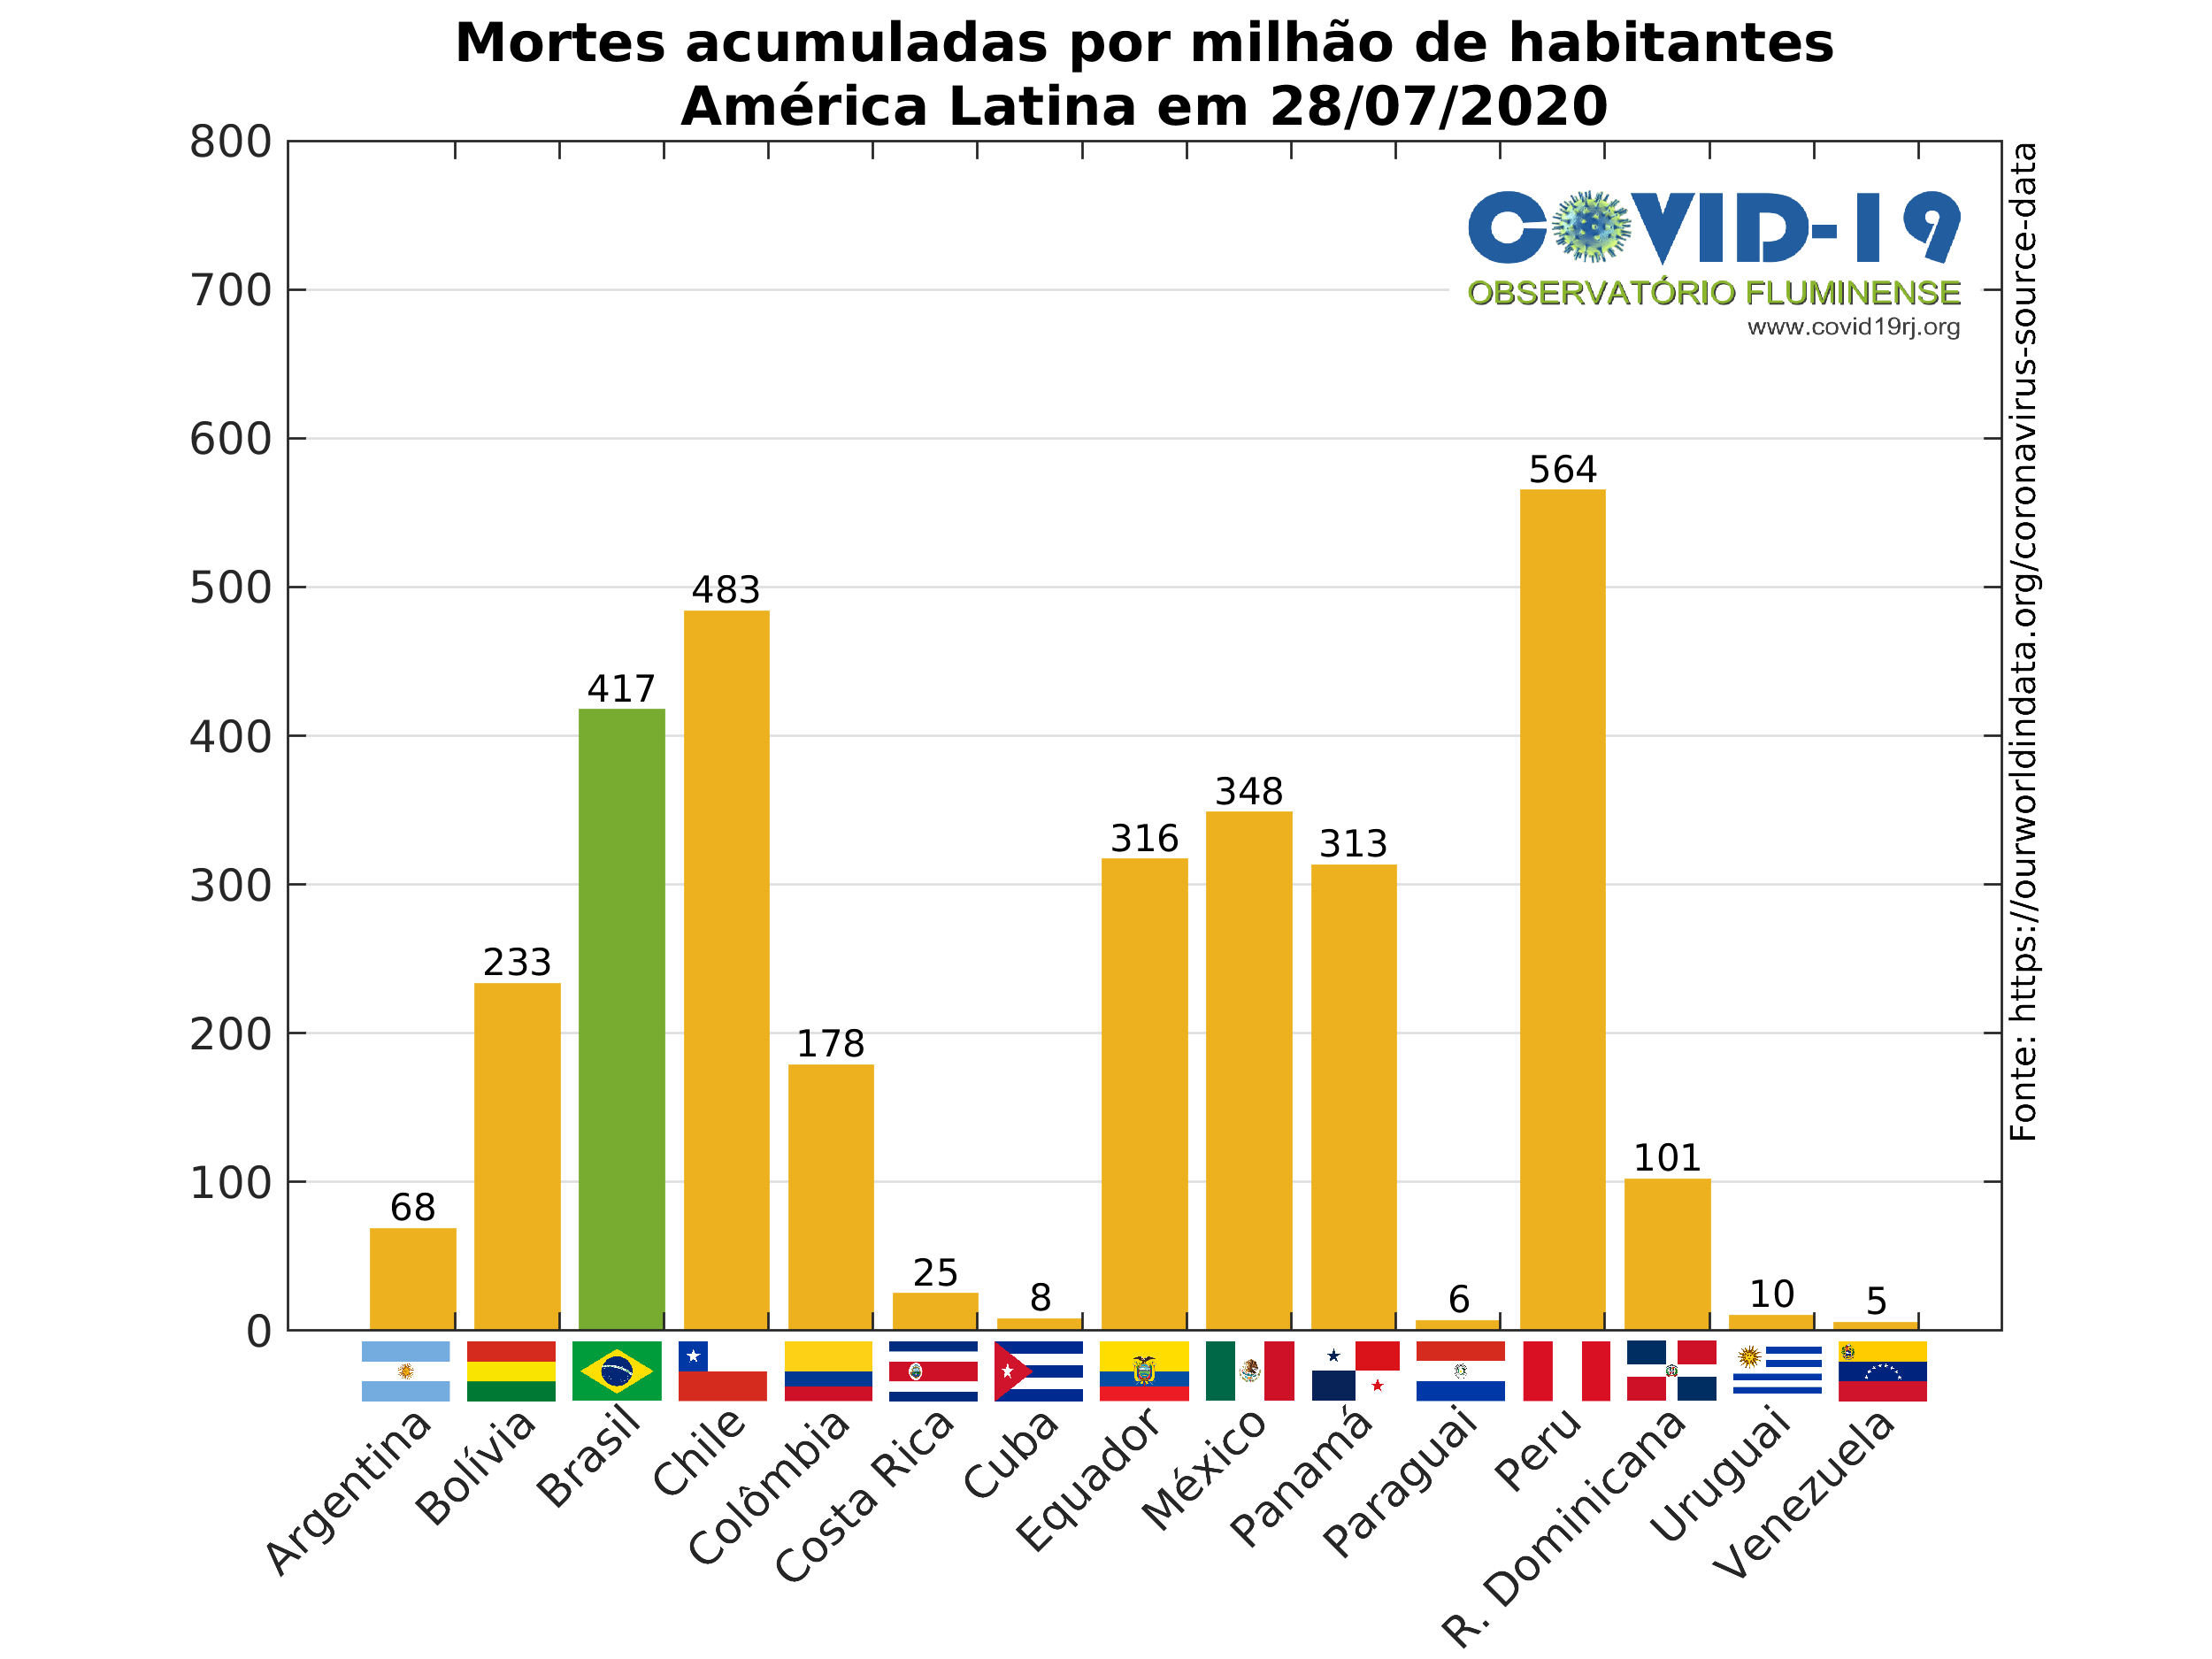 Mortes acumuladas por milhão de habitantes
América Latina em 28/07/2020
800
700
600
500
400
300
200
100
0
COVID-19
OBSERVATÓRIO FLUMINENSE
www.covid19rj.org
Fonte: https://ourworldindata.org/coronavirus-source-data
68
233
417
483
178
25
8
316
348
313
6
564
101
10
5
Argentina
Bolívia
Brasil
Chile
Colômbia
Costa Rica
Cuba
Equador
México
Panamá
Paraguai
Peru
R. Dominicana
Uruguai
Venezuela